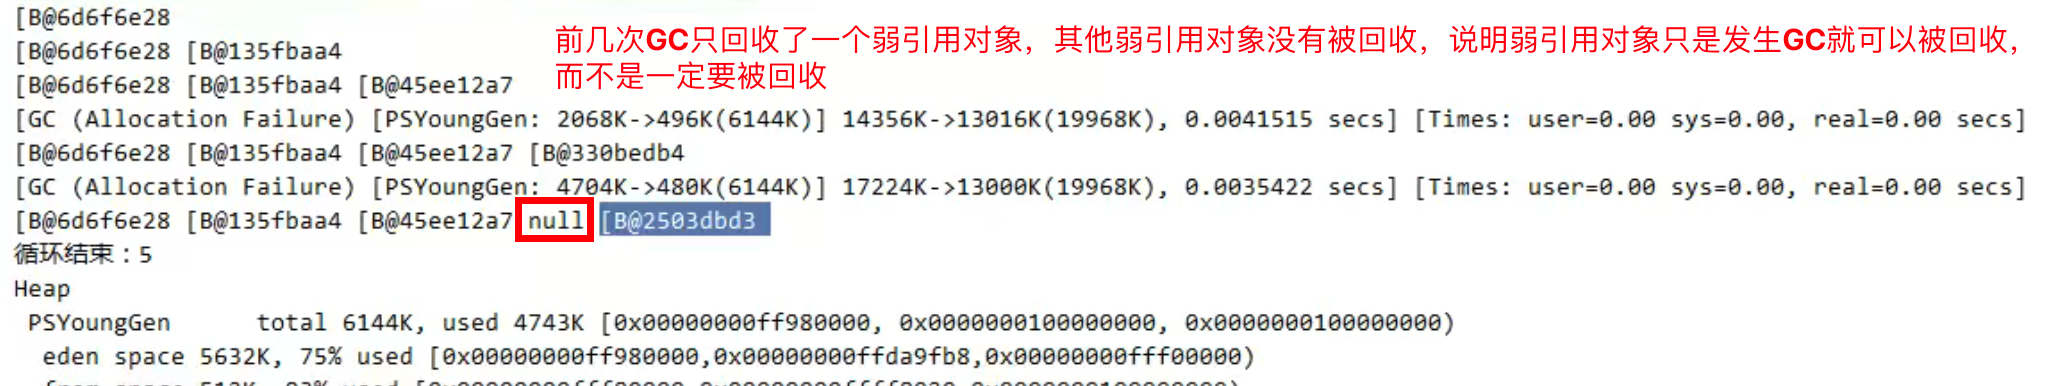 [B@6d6f6e28
[B@6d6f6e28 [B@135fbaa4
[B@6d6f6e28 [B@135fbaa4 [B@45ee12a7
前几次GC只回收了一个弱引用对象，其他弱引用对象没有被回收，说明弱引用对象只是发生GC就可以被回收，
而不是一定要被回收
[GC (Allocation Failure) [PSYoungGen: 2068K->496K(6144K)] 14356K->13016K(19968K), 0.0041515 secs] [Times: user=0.00 sys=0.00, real=0.00 secs]
[B@6d6f6e28 [B@135fbaa4 [B@45ee12a7 [B@330bedb4
[GC (Allocation Failure) [PSYoungGen: 4704K->480K(6144K)] 17224K->13000K(19968K), 0.0035422 secs] [Times: user=0.00 sys=0.00, real=0.00 secs]
[B@6d6f6e28 [B@135fbaa4 [B@45ee12a7 null [B@2503dbd3
循环结束：5
Heap
PSYoungGen total 6144K, used 4743K [0x00000000ff980000, 0x0000000100000000, 0x0000000100000000)
eden space 5632K, 75% used [0x00000000ff980000,0x00000000ffda9fb8,0x00000000fff00000)